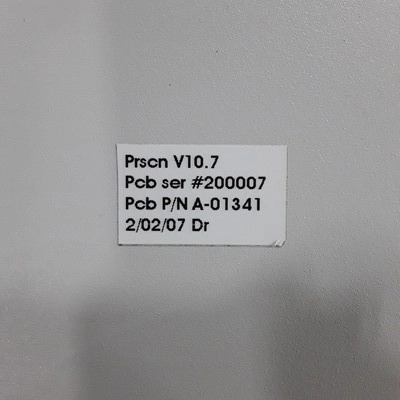 Prscn V10.7
Pcb ser #200007
Pcb P/N A-01341
2/02/07 Dr